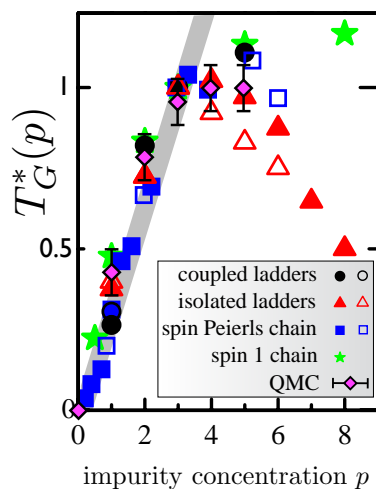 T*G(p)
1
0.5
0
coupled ladders
isolated ladders
spin Peierls chain
spin 1 chain
QMC
0 2 4 6 8
impurity concentration p